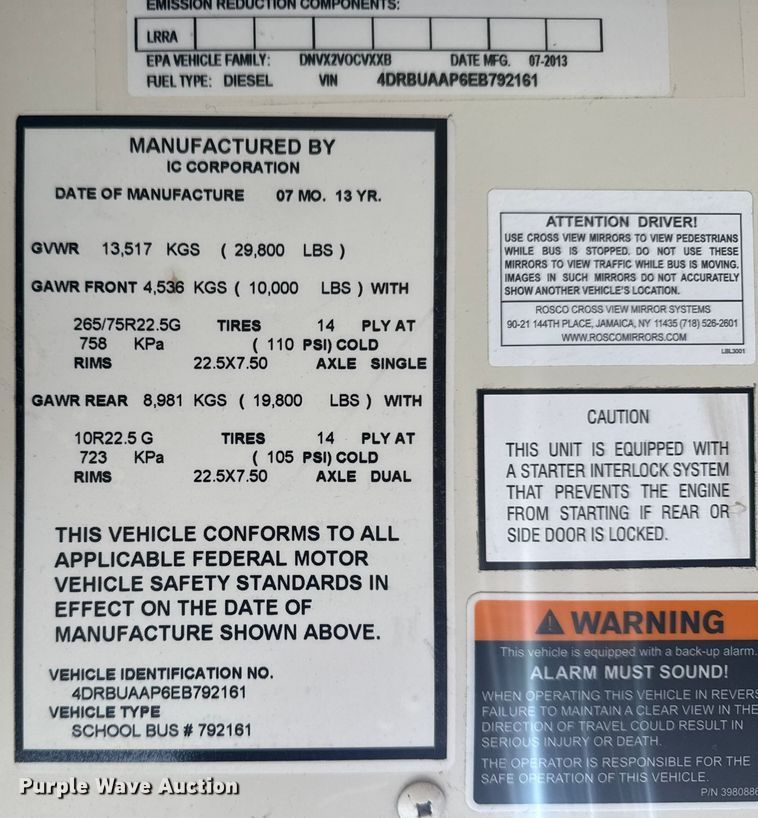 EMISSION REDUCTION COMPONENTS:
LRRA
EPA VEHICLE FAMILY: DNVX2VOCVXXB DATE MFG. 07-2013
FUEL TYPE: DIESEL VIN 4DRBUAAP6EB792161
MANUFACTURED BY
IC CORPORATION
DATE OF MANUFACTURE 07 MO. 13 YR.
GVWR 13,517 KGS ( 29,800 LBS )
GAWR FRONT 4,536 KGS ( 10,000 LBS ) WITH
265/75R22.5G TIRES 14 PLY AT
758 KPa ( 110 PSI) COLD
RIMS 22.5X7.50 AXLE SINGLE
GAWR REAR 8,981 KGS ( 19,800 LBS ) WITH
10R22.5 G TIRES 14 PLY AT
723 KPa ( 105 PSI) COLD
RIMS 22.5X7.50 AXLE DUAL
THIS VEHICLE CONFORMS TO ALL
APPLICABLE FEDERAL MOTOR
VEHICLE SAFETY STANDARDS IN
EFFECT ON THE DATE OF
MANUFACTURE SHOWN ABOVE.
VEHICLE IDENTIFICATION NO.
4DRBUAAP6EB792161
VEHICLE TYPE
SCHOOL BUS # 792161
ATTENTION DRIVER!
USE CROSS VIEW MIRRORS TO VIEW PEDESTRIANS
WHILE BUS IS STOPPED. DO NOT USE THESE
MIRRORS TO VIEW TRAFFIC WHILE BUS IS MOVING.
IMAGES IN SUCH MIRRORS DO NOT ACCURATELY
SHOW ANOTHER VEHICLE'S LOCATION.
ROSCO CROSS VIEW MIRROR SYSTEMS
90-21 144TH PLACE, JAMAICA, NY 11435 (718) 526-2601
WWW.ROSCOMIRRORS.COM
LBL3001
CAUTION
THIS UNIT IS EQUIPPED WITH
A STARTER INTERLOCK SYSTEM
THAT PREVENTS THE ENGINE
FROM STARTING IF REAR OR
SIDE DOOR IS LOCKED.
WARNING
This vehicle is equipped with a back-up alarm.
ALARM MUST SOUND!
WHEN OPERATING THIS VEHICLE IN REVERS
FAILURE TO MAINTAIN A CLEAR VIEW IN THE
DIRECTION OF TRAVEL COULD RESULT IN
SERIOUS INJURY OR DEATH.
THE OPERATOR IS RESPONSIBLE FOR THE
SAFE OPERATION OF THIS VEHICLE.
P/N 3980886
Purple Wave Auction